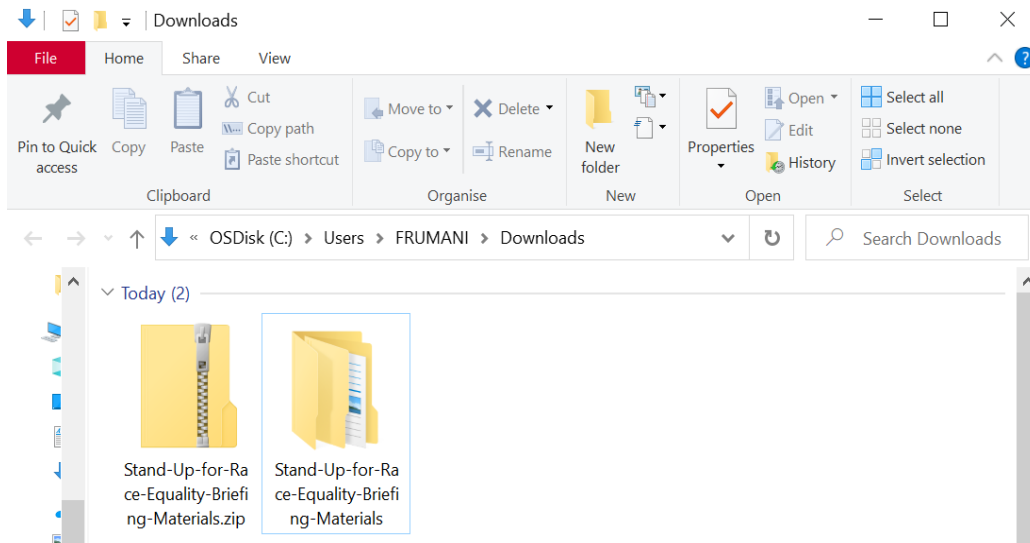 Downloads
File Home Share View
Cut
Copy path
Paste shortcut
Pin to Quick
access
Copy
Paste
Clipboard
Move to
Copy to
Delete
Rename
Organise
New
folder
New
Properties
Open
Edit
History
Open
Select all
Select none
Invert selection
Select
« OSDisk (C:) > Users > FRUMANI > Downloads
Search Downloads
Today (2)
Stand-Up-for-Ra
ce-Equality-Briefi
ng-Materials.zip
Stand-Up-for-Ra
ce-Equality-Briefi
ng-Materials